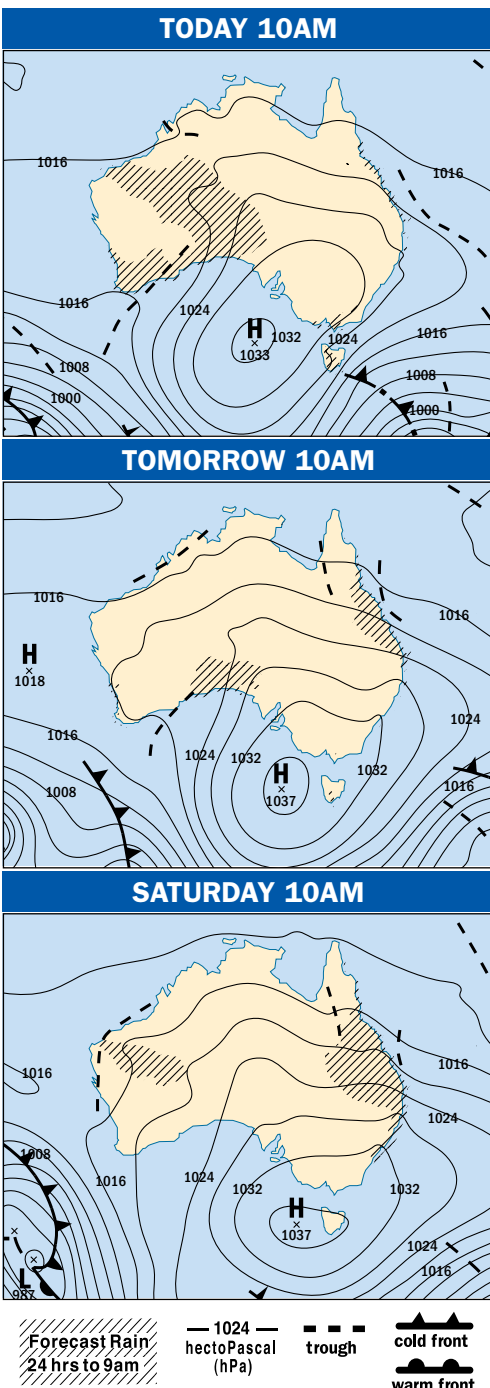 TODAY 10AM
1016
1016
1016
1024
H
1032
1024
1033
1016
1008
1008
1000
1000
TOMORROW 10AM
1016
1016
H
1018
1024
1016
1024
1032
H
1032
1016
1008
1037
SATURDAY 10AM
1016
1016
1024
1008
1016
1024
1032
1032
H
1037
1024
1016
L
987
Forecast Rain
24 hrs to 9am
1024
hectoPascal
(hPa)
trough
cold front
warm front